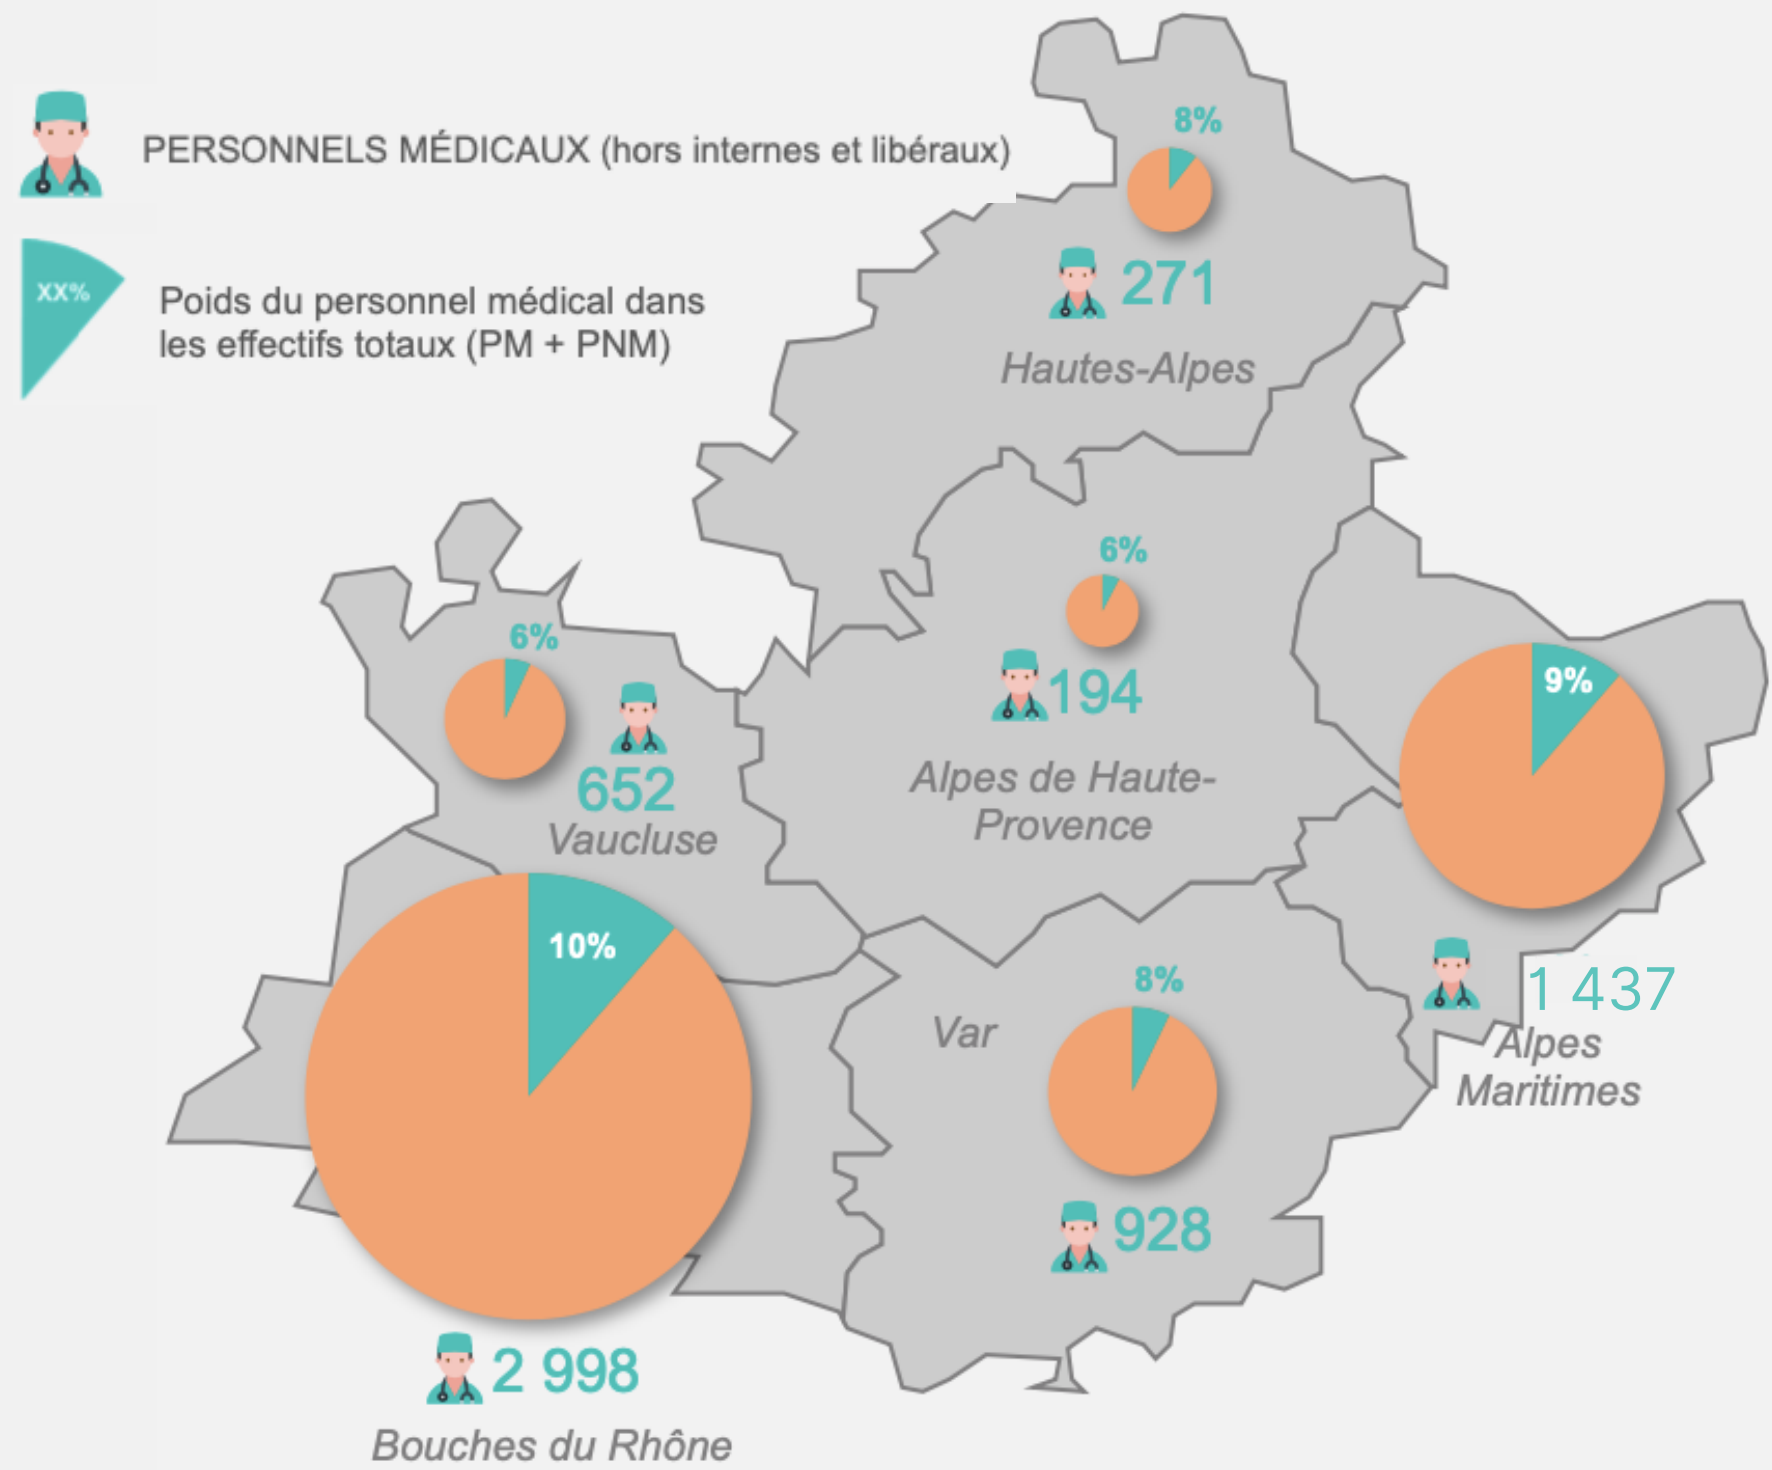 PERSONNELS MÉDICAUX (hors internes et libéraux)
XX%
Poids du personnel médical dans
les effectifs totaux (PM + PNM)
8%
271
Hautes-Alpes
6%
194
Alpes de Haute-
Provence
6%
652
Vaucluse
9%
1 437
Alpes
Maritimes
10%
2 998
Bouches du Rhône
8%
Var
928